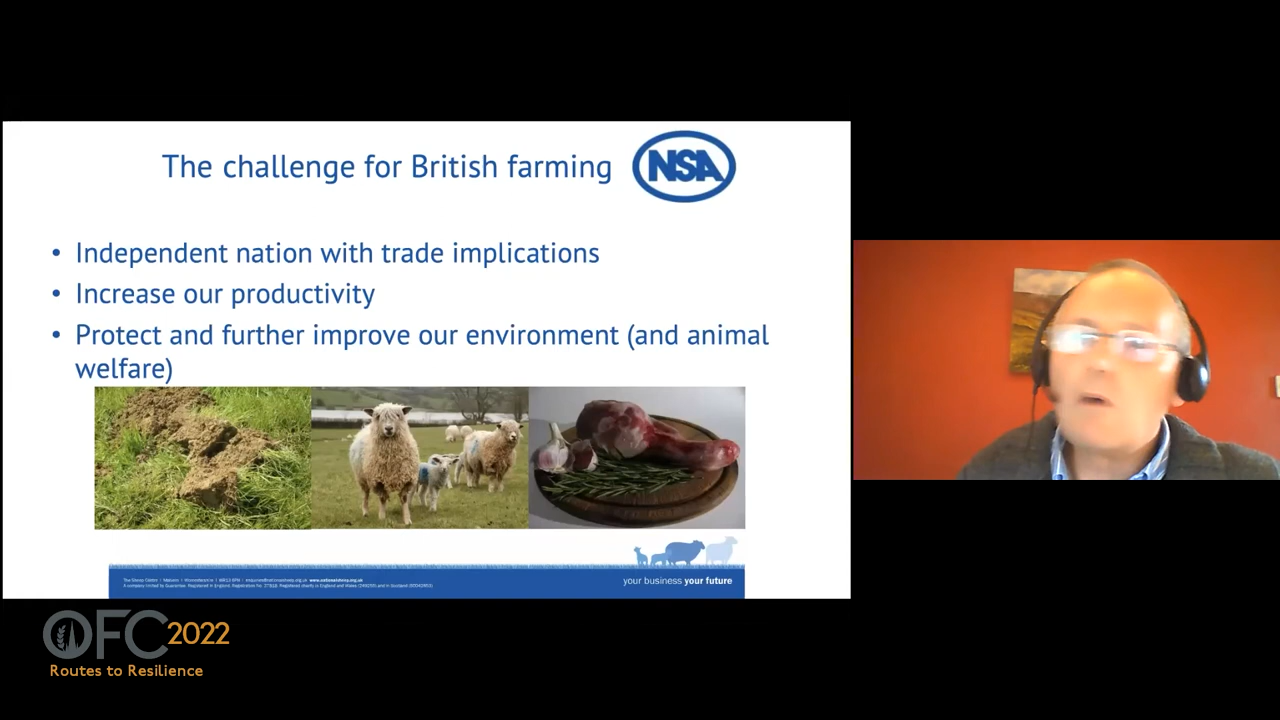 The challenge for British farming
NSA
• Independent nation with trade implications
• Increase our productivity
• Protect and further improve our environment (and animal
welfare)
your business your future
OFC2022
Routes to Resilience